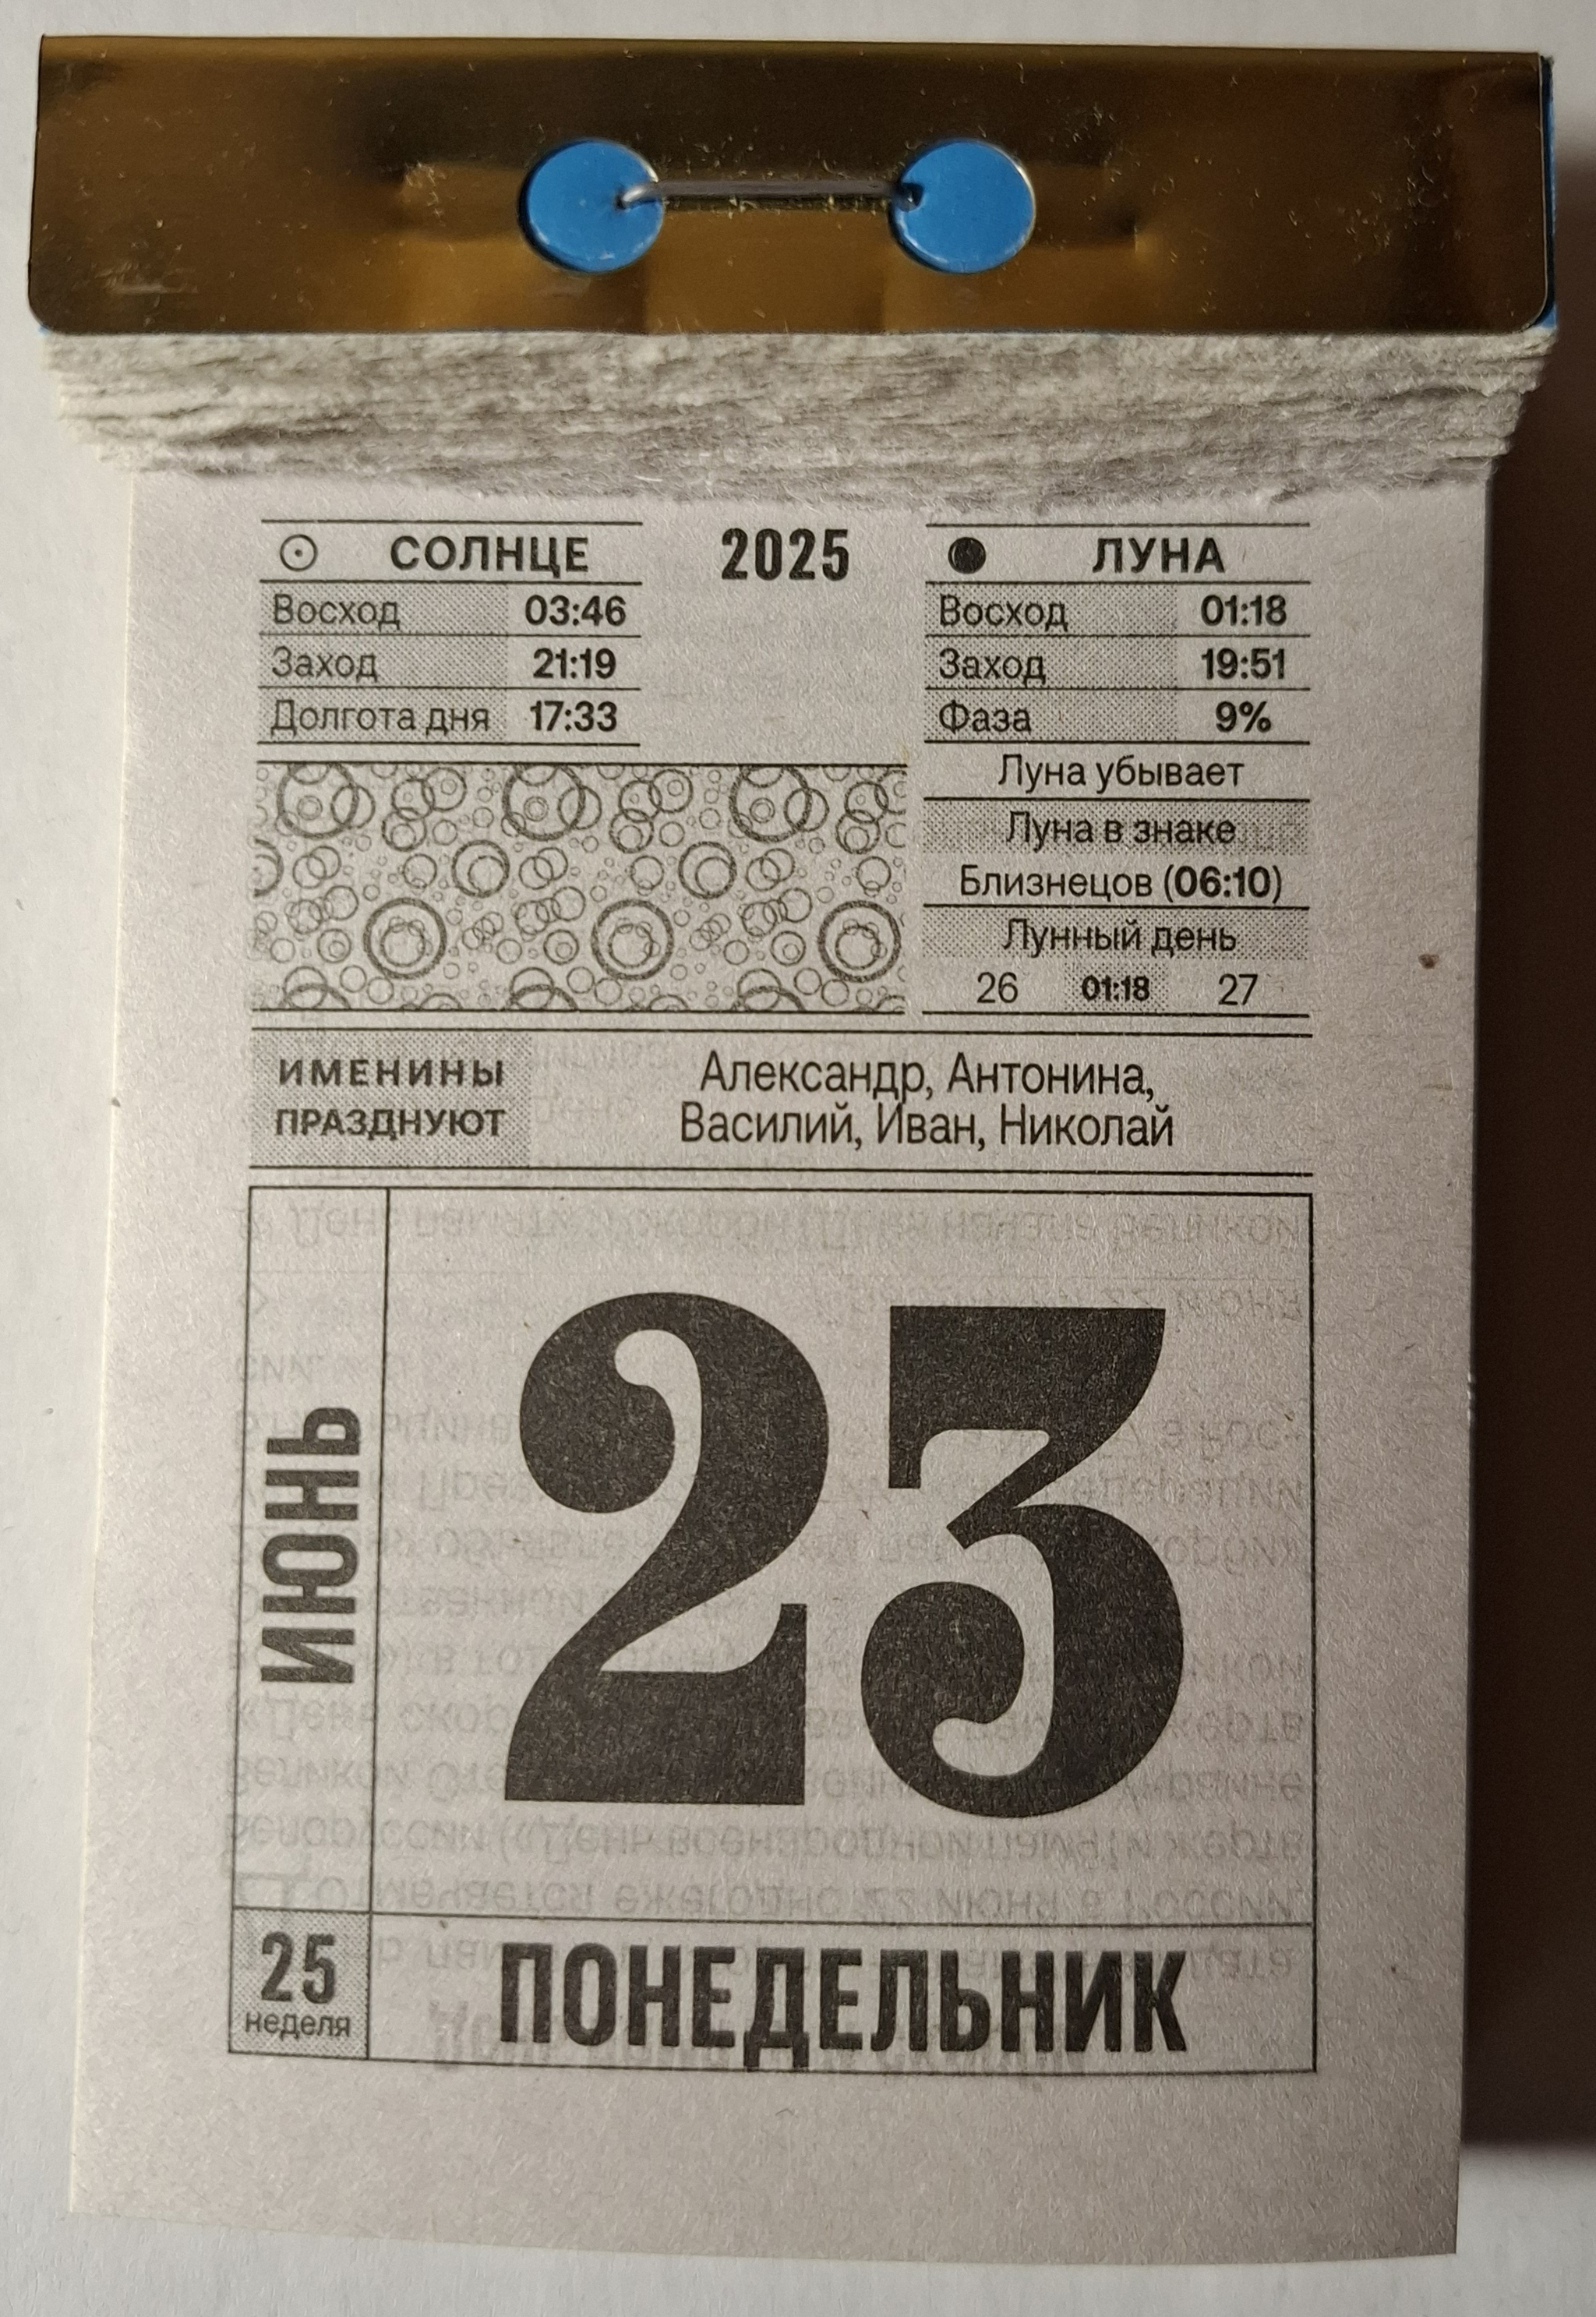 СОЛНЦЕ
Восход 03:46
Заход 21:19
Долгота дня 17:33
2025
ЛУНА
Восход 01:18
Заход 19:51
Фаза 9%
Луна убывает
Луна в знаке
Близнецов (06:10)
Лунный день
26 01:18 27
ИМЕНИНЫ
ПРАЗДНУЮТ
Александр, Антонина,
Василий, Иван, Николай
ИЮНЬ
23
25
неделя
ПОНЕДЕЛЬНИК